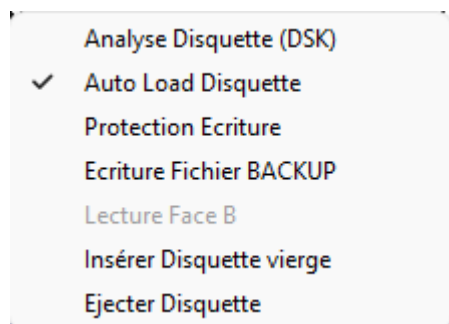 Analyse Disquette (DSK)
Auto Load Disquette
Protection Ecriture
Ecriture Fichier BACKUP
Lecture Face B
Insérer Disquette vierge
Ejecter Disquette